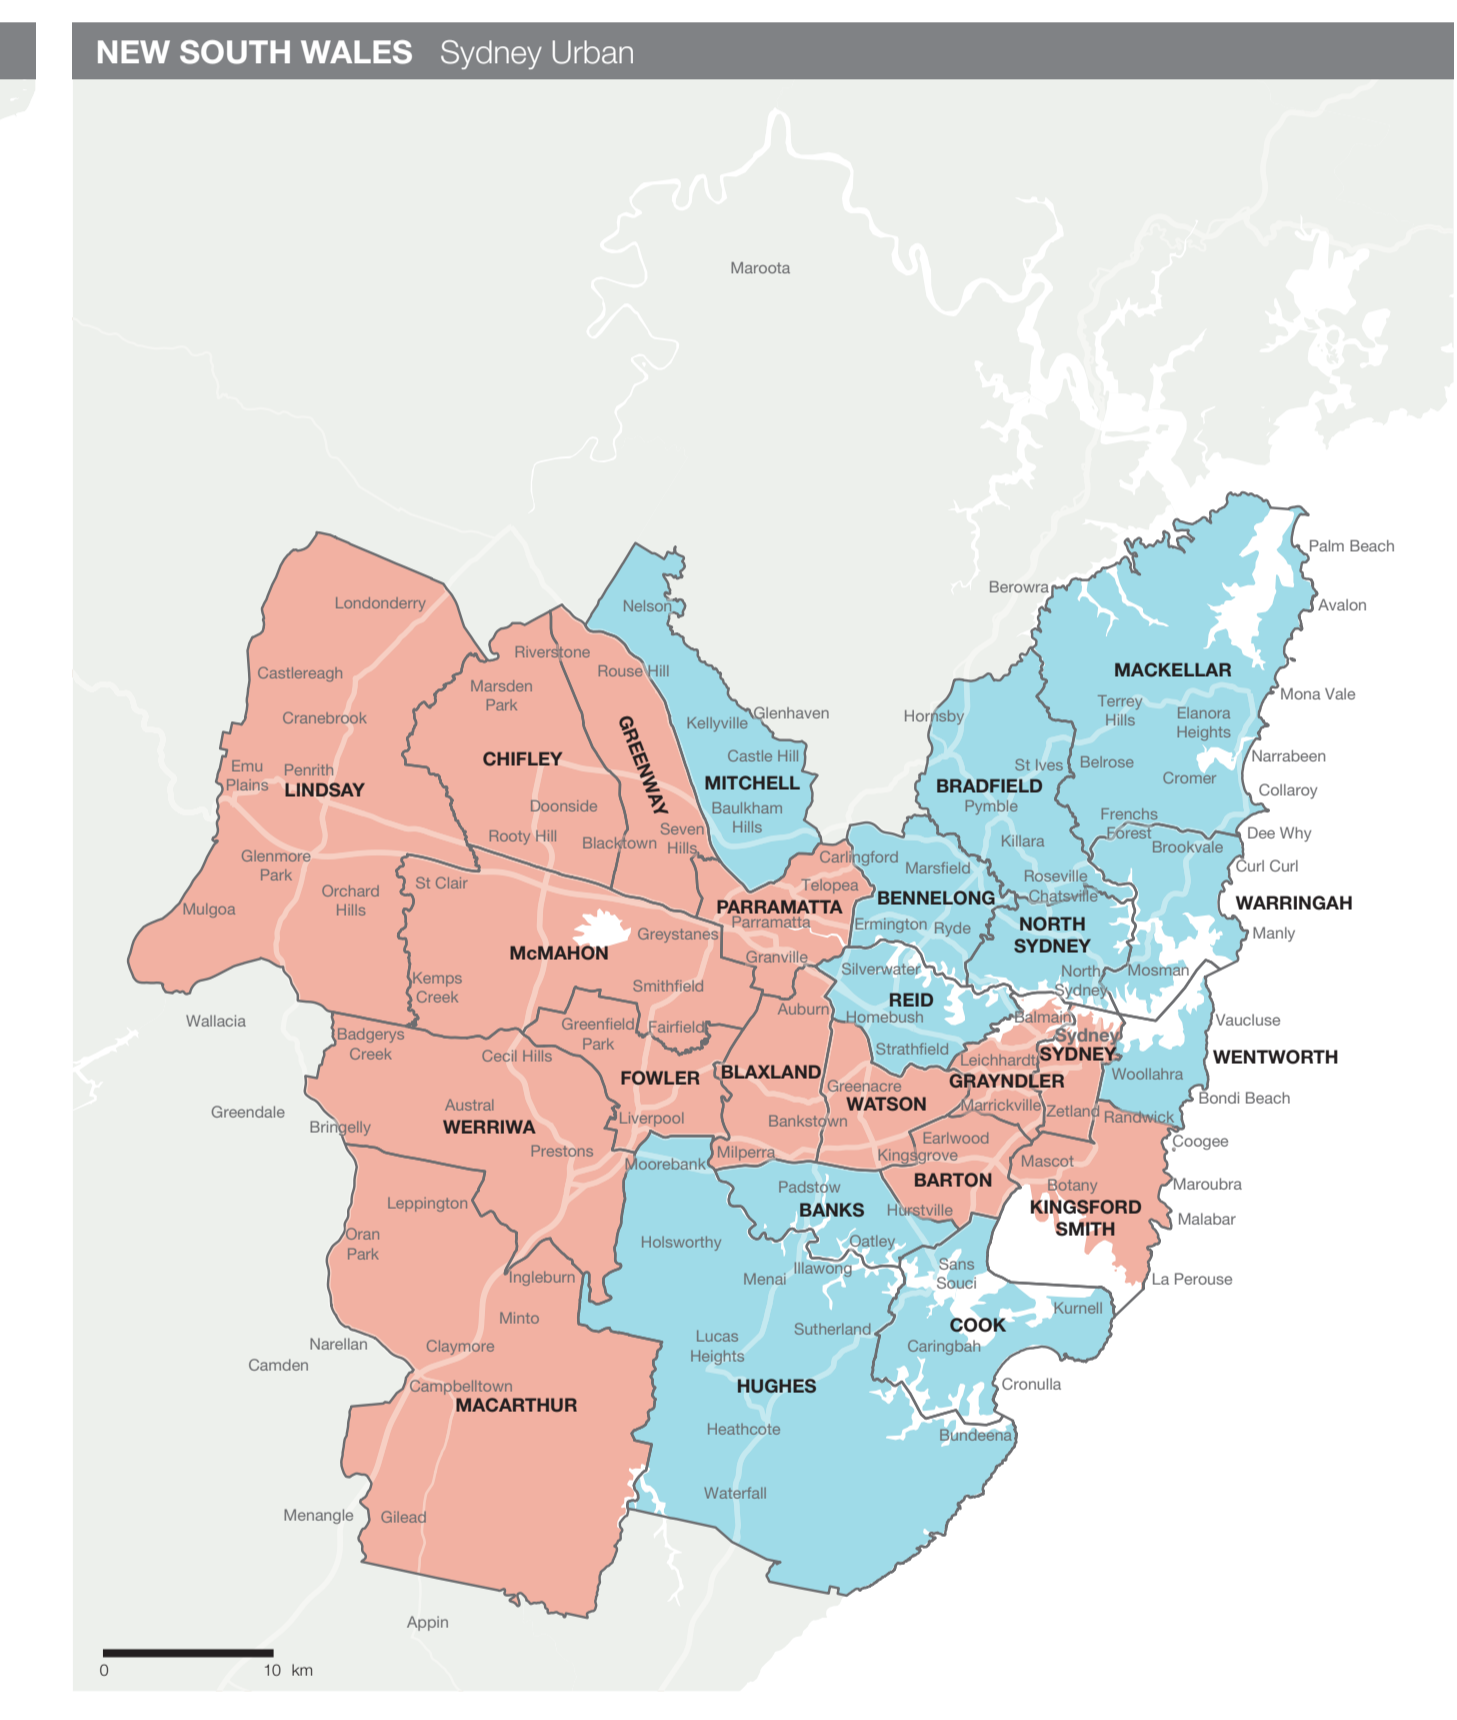 NEW SOUTH WALES Sydney Urban
Maroota
Palm Beach
Berowra
Nelson
Avalon
Londonderry
Riverstone
Rouse Hill
MACKELLAR
Castlereagh
Marsden
Park
Mona Vale
Terrey
Hills
Elanora
Heights
Cranebrook
Kellyville
Glenhaven
Hornsby
GREENWAY
CHIFLEY
Castle Hill
Narrabeen
St Ives
Belrose
Emu
Plains
Penrith
LINDSAY
MITCHELL
BRADFIELD
Pymble
Cromer
Collaroy
Doonside
Baulkham
Hills
Frenchs
Forest
Dee Why
Rooty Hill
Blacktown
Seven
Hills
Killara
Brookvale
Glenmore
Park
Carlingford
Marsfield
Curl Curl
St Clair
Orchard
Hills
Telopea
Roseville
Chatsville
BENNELONG
WARRINGAH
Mulgoa
PARRAMATTA
Parramatta
Ermington
Ryde
NORTH
SYDNEY
Manly
Greystanes
McMAHON
Granville
Silverwater
North
Sydney
Mosman
Kemps
Creek
Smithfield
REID
Auburn
Homebush
Balmain
Wallacia
Vaucluse
Badgerys
Creek
Greenfield
Park
Fairfield
Sydney
SYDNEY
Cecil Hills
Strathfield
Leichhardt
WENTWORTH
FOWLER
BLAXLAND
GRAYNDLER
Woollahra
Greenacre
WATSON
Bondi Beach
Greendale
Austral
WERRIWA
Marrickville
Zetland
Randwick
Bringelly
Liverpool
Bankstown
Earlwood
Coogee
Prestons
Moorebank
Milperra
Kingsgrove
Mascot
BARTON
Botany
Maroubra
Padstow
BANKS
Hurstville
KINGSFORD
SMITH
Malabar
Leppington
Oran
Park
Holsworthy
Oatley
Illawong
Menai
Sans
Souci
Ingleburn
La Perouse
Kurnell
Minto
COOK
Sutherland
Caringbah
Narellan
Claymore
Lucas
Heights
Camden
Campbelltown
MACARTHUR
HUGHES
Cronulla
Heathcote
Bundeena
Waterfall
Menangle
Gilead
Appin
0 10 km